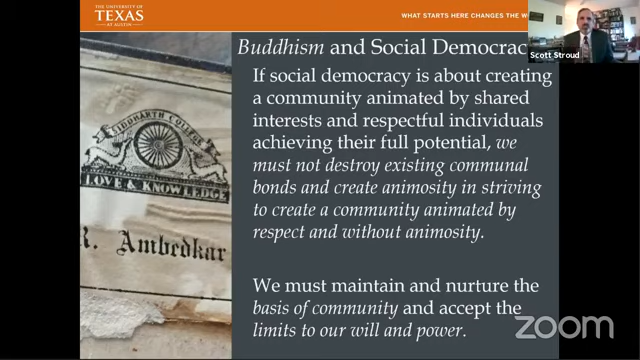 THE UNIVERSITY OF
TEXAS
AT AUSTIN
WHAT STARTS HERE CHANGES THE W
Scott Stroud
Buddhism and Social Democrac
If social democracy is about creating
a community animated by shared
interests and respectful individuals
achieving their full potential, we
must not destroy existing communal
bonds and create animosity in striving
to create a community animated by
respect and without animosity.
We must maintain and nurture the
basis of community and accept the
limits to our will and power.
SIDDHARTH COLLEGE
LOVE & KNOWLEDGE
R. Ambedkar
zoom